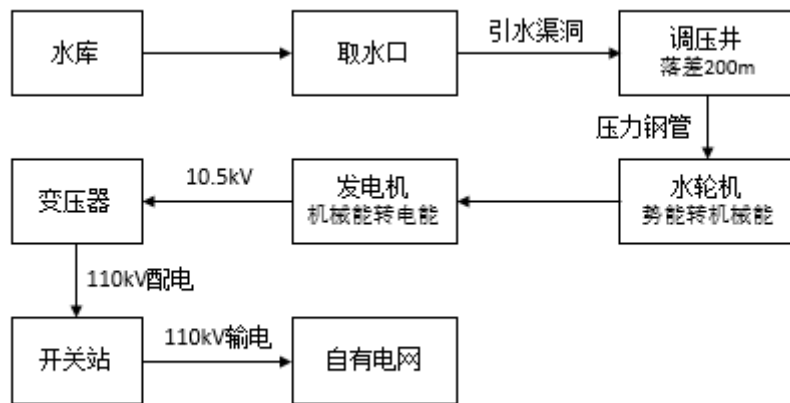 水库
取水口
引水渠洞
调压井
落差200m
压力钢管
水轮机
势能转机械能
发电机
机械能转电能
10.5kV
变压器
110kV配电
开关站
110kV输电
自有电网